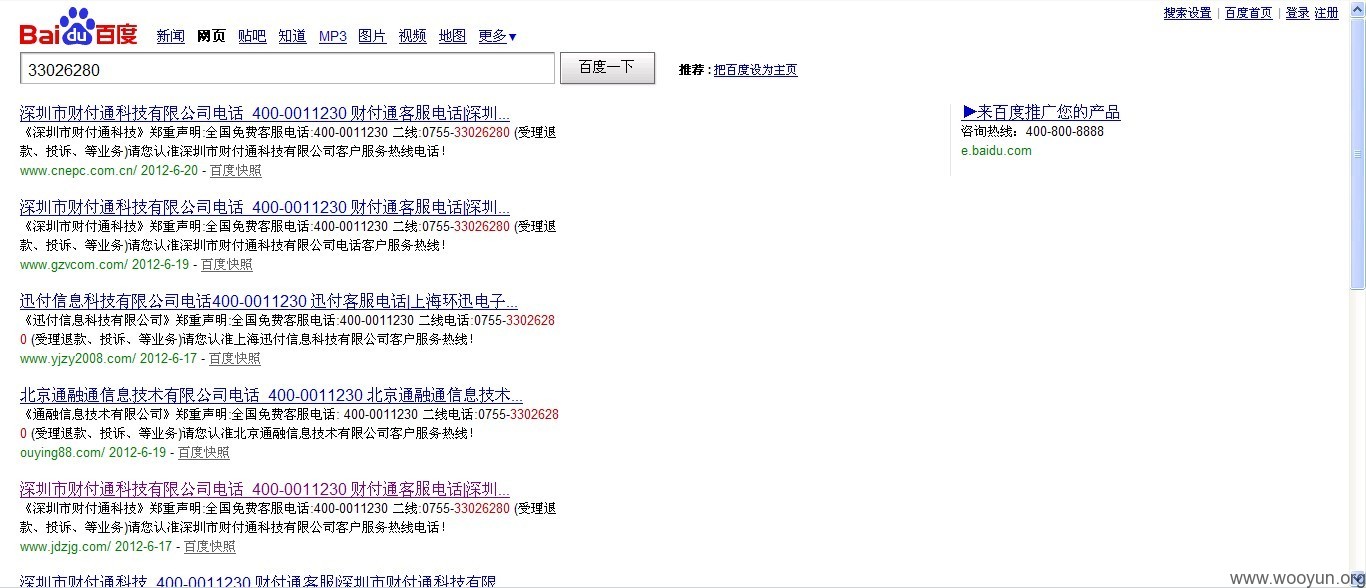 搜索设置 | 百度首页 | 登录 注册
Bai du 百度 新闻 网页 贴吧 知道 MP3 图片 视频 地图 更多▼
33026280 百度一下 推荐 : 把百度设为主页
深圳市财付通科技有限公司电话_400-0011230 财付通客服电话|深圳...
《深圳市财付通科技》郑重声明:全国免费客服电话:400-0011230 二线:0755-33026280 (受理退
款、投诉、等业务)请您认准深圳市财付通科技有限公司客户服务热线电话!
www.cnepc.com.cn/ 2012-6-20 - 百度快照
▶来百度推广您的产品
咨询热线：400-800-8888
e.baidu.com
深圳市财付通科技有限公司电话_400-0011230 财付通客服电话|深圳...
《深圳市财付通科技》郑重声明:全国免费客服电话:400-0011230 二线:0755-33026280 (受理退
款、投诉、等业务)请您认准深圳市财付通科技有限公司电话客户服务热线!
www.gzvcom.com/ 2012-6-19 - 百度快照
迅付信息科技有限公司电话400-0011230 迅付客服电话|上海环迅电子...
《迅付信息科技有限公司》郑重声明:全国免费客服电话:400-0011230 二线电话:0755-3302628
0 (受理退款、投诉、等业务)请您认准上海迅付信息科技有限公司客户服务热线!
www.yjzy2008.com/ 2012-6-17 - 百度快照
北京通融通信息技术有限公司电话_400-0011230 北京通融通信息技术...
《通融信息技术有限公司》郑重声明:全国免费客服电话: 400-0011230 二线电话:0755-3302628
0 (受理退款、投诉、等业务)请您认准北京通融信息技术有限公司客户服务热线!
ouying88.com/ 2012-6-19 - 百度快照
深圳市财付通科技有限公司电话_400-0011230 财付通客服电话|深圳...
《深圳市财付通科技》郑重声明:全国免费客服电话:400-0011230 二线:0755-33026280 (受理退
款、投诉、等业务)请您认准深圳市财付通科技有限公司客户服务热线电话!
www.jdzjg.com/ 2012-6-17 - 百度快照
深圳市财付通科技_400-0011230 财付通客服|深圳市财付通科技有限
www.wooyun.org